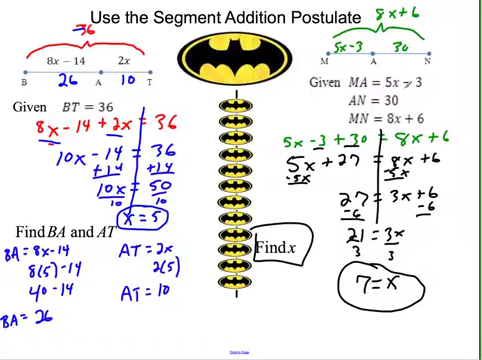 Use the Segment Addition Postulate
36
8x − 14 2x
26 10
B A T
Given BT = 36
8x - 14 + 2x = 36
10x - 14 = 36
+14 +14
10x = 50
10 10
x = 5
Find BA and AT
BA = 8x - 14
8(5) - 14
40 - 14
BA = 26
AT = 2x
2(5)
AT = 10
Find x
8x + 6
5x - 3 30
M A N
Given MA = 5x − 3
AN = 30
MN = 8x + 6
5x - 3 + 30 = 8x + 6
5x + 27 = 8x + 6
-5x -5x
27 = 3x + 6
-6 -6
21 = 3x
3 3
7 = x